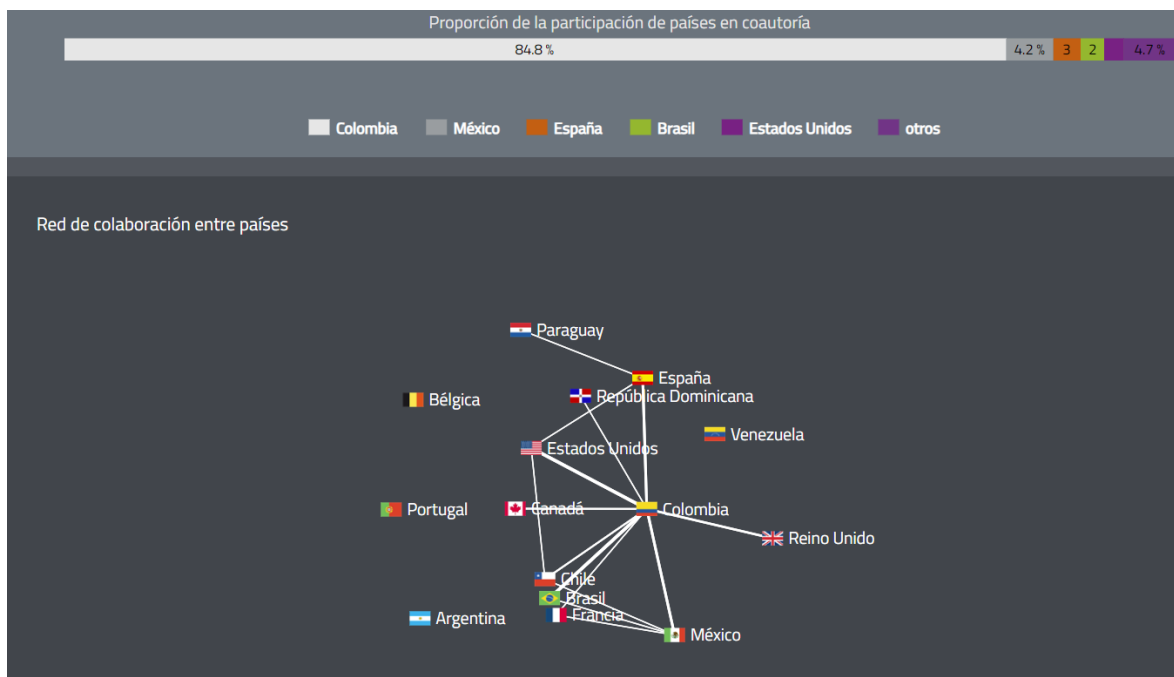 Proporción de la participación de países en coautoría
84.8 % 4.2 % 3 2 4.7 %
Colombia México España Brasil Estados Unidos otros
Red de colaboración entre países
Paraguay
España
República Dominicana
Bélgica
Venezuela
Estados Unidos
Portugal
Canadá
Colombia
Reino Unido
Chile
Brasil
Francia
Argentina
México